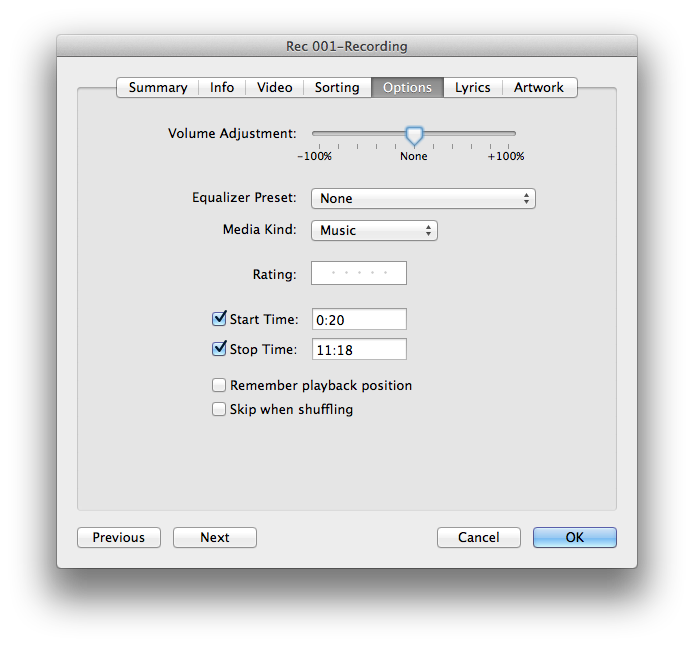 Rec 001-Recording
Summary Info Video Sorting Options Lyrics Artwork
Volume Adjustment:
-100% None +100%
Equalizer Preset: None
Media Kind: Music
Rating:
Start Time: 0:20
Stop Time: 11:18
Remember playback position
Skip when shuffling
Previous Next Cancel OK